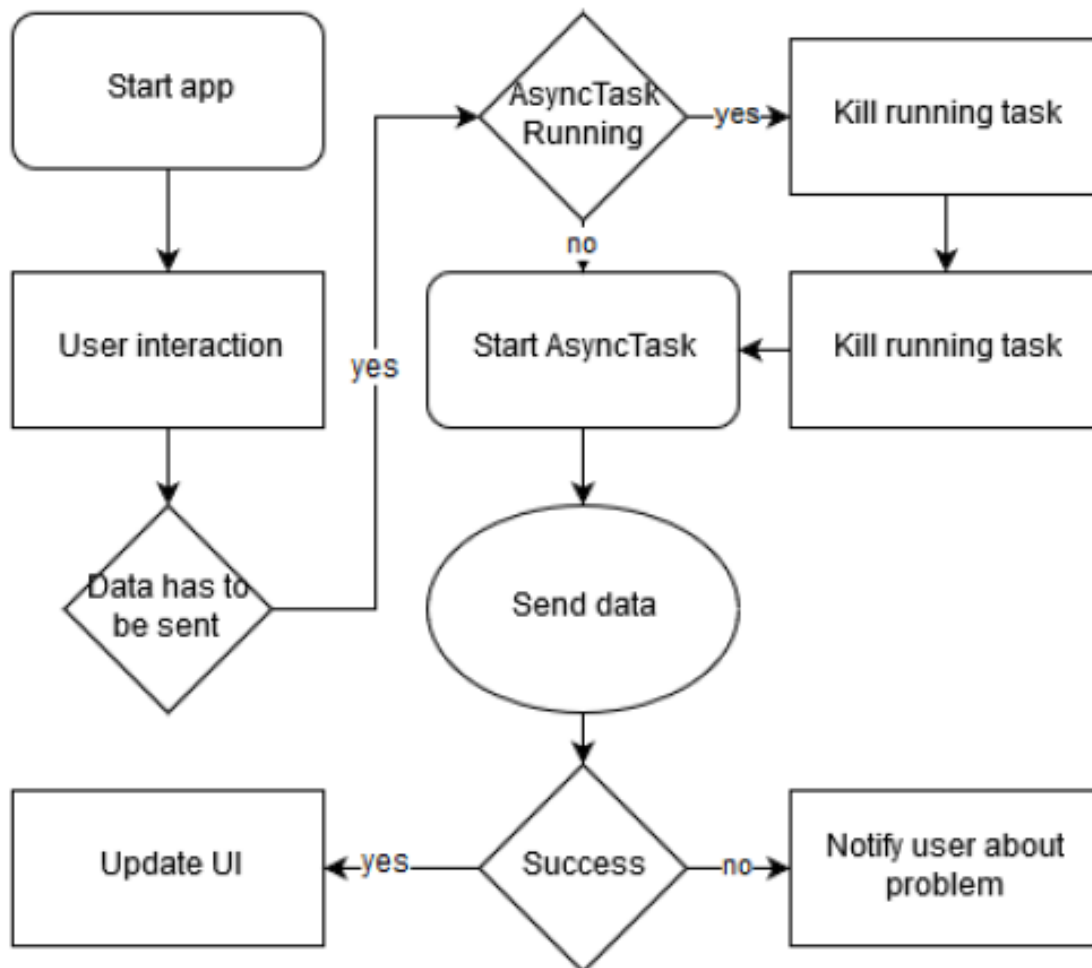 Start app
AsyncTask
Running
yes
Kill running task
no
User interaction
yes
Start AsyncTask
Kill running task
Data has to
be sent
Send data
Update UI
yes
Success
no
Notify user about
problem